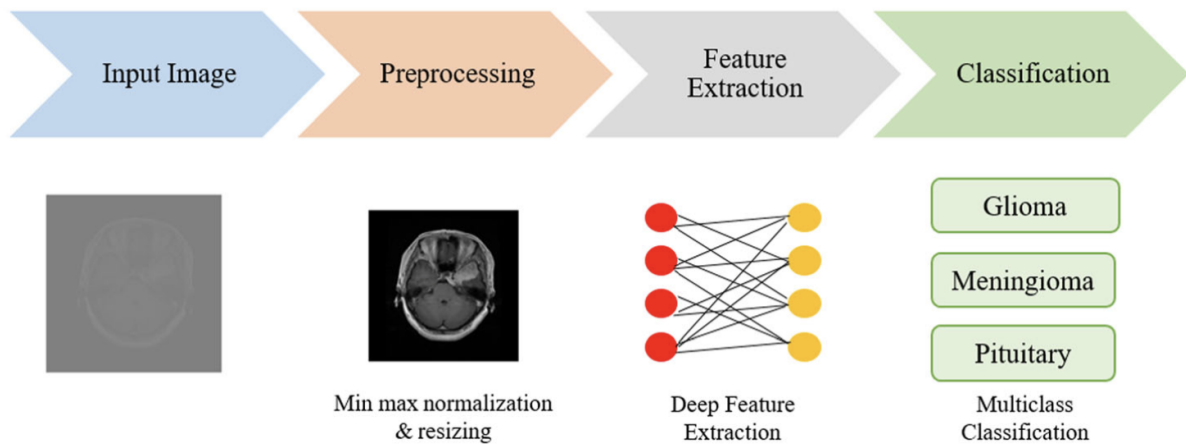 Input Image
Preprocessing
Feature
Extraction
Classification
Glioma
Meningioma
Pituitary
Min max normalization
& resizing
Deep Feature
Extraction
Multiclass
Classification